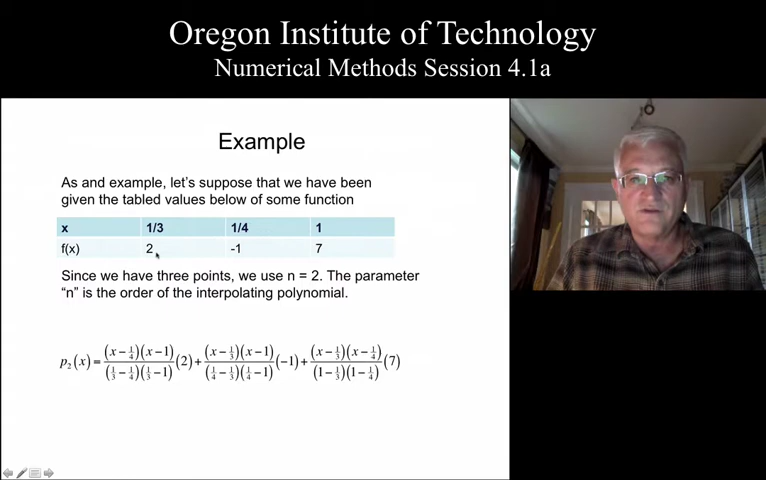 Oregon Institute of Technology
Numerical Methods Session 4.1a
Example
As and example, let's suppose that we have been
given the tabled values below of some function
x 1/3 1/4 1
f(x) 2 -1 7
Since we have three points, we use n = 2. The parameter
“n” is the order of the interpolating polynomial.
p₂(x) = (x − 1/4)(x − 1)/((1/3 − 1/4)(1/3 − 1)) (2) + (x − 1/3)(x − 1)/((1/4 − 1/3)(1/4 − 1)) (−1) + (x − 1/3)(x − 1/4)/((1 − 1/3)(1 − 1/4)) (7)